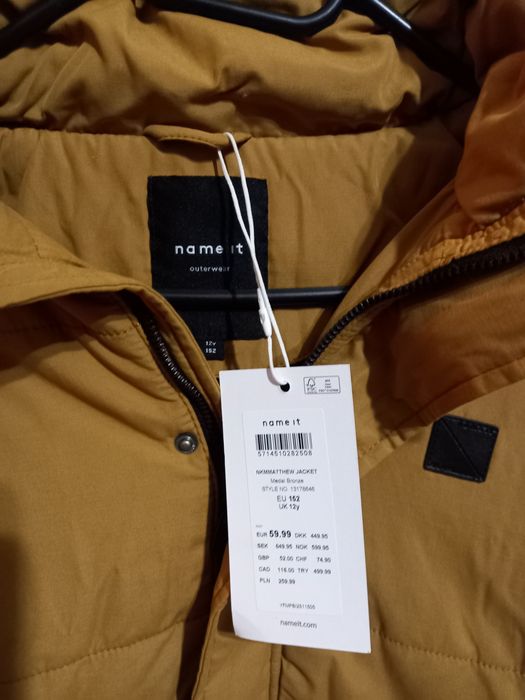 name it
outerwear
12y
152
FSC
name it
5714510282508
NKMMATTHEW JACKET
Medal Bronze
STYLE NO. 13178646
EU 152
UK 12y
EUR 59,99 DKK 449.95
SEK 649.95 NOK 599.95
GBP 52.00 CHF 74.90
CAD 116.00 TRY 499.99
PLN 259.99
nameit.com